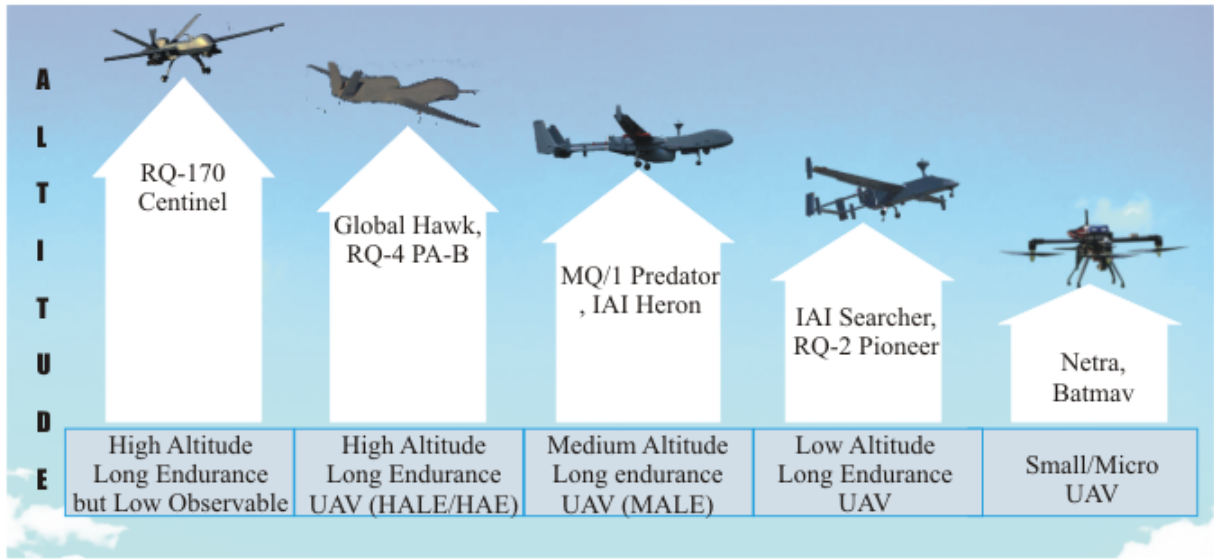 ALTITUDE
RQ-170
Centinel
Global Hawk,
RQ-4 PA-B
MQ/1 Predator
, IAI Heron
IAI Searcher,
RQ-2 Pioneer
Netra,
Batmav
High Altitude
Long Endurance
but Low Observable
High Altitude
Long Endurance
UAV (HALE/HAE)
Medium Altitude
Long endurance
UAV (MALE)
Low Altitude
Long Endurance
UAV
Small/Micro
UAV